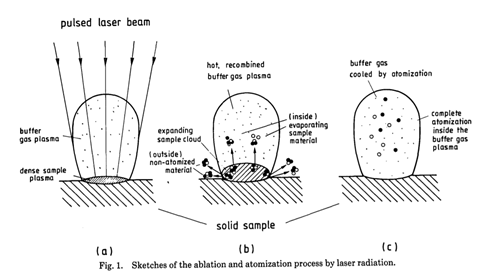 pulsed laser beam
buffer
gas plasma
dense sample
plasma
(a)
hot, recombined
buffer gas plasma
expanding
sample cloud
(outside)
non-atomized
material
(inside)
evaporating
sample
material
(b)
buffer gas
cooled by atomization
complete
atomization
inside the
buffer gas
plasma
(c)
solid sample
Fig. 1. Sketches of the ablation and atomization process by laser radiation.